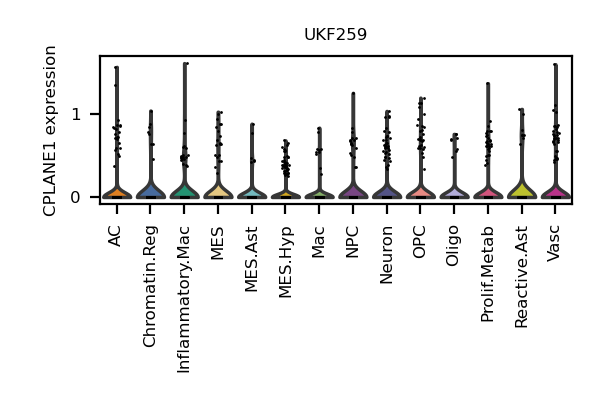 UKF259
CPLANE1 expression
1
0
AC
Chromatin.Reg
Inflammatory.Mac
MES
MES.Ast
MES.Hyp
Mac
NPC
Neuron
OPC
Oligo
Prolif.Metab
Reactive.Ast
Vasc